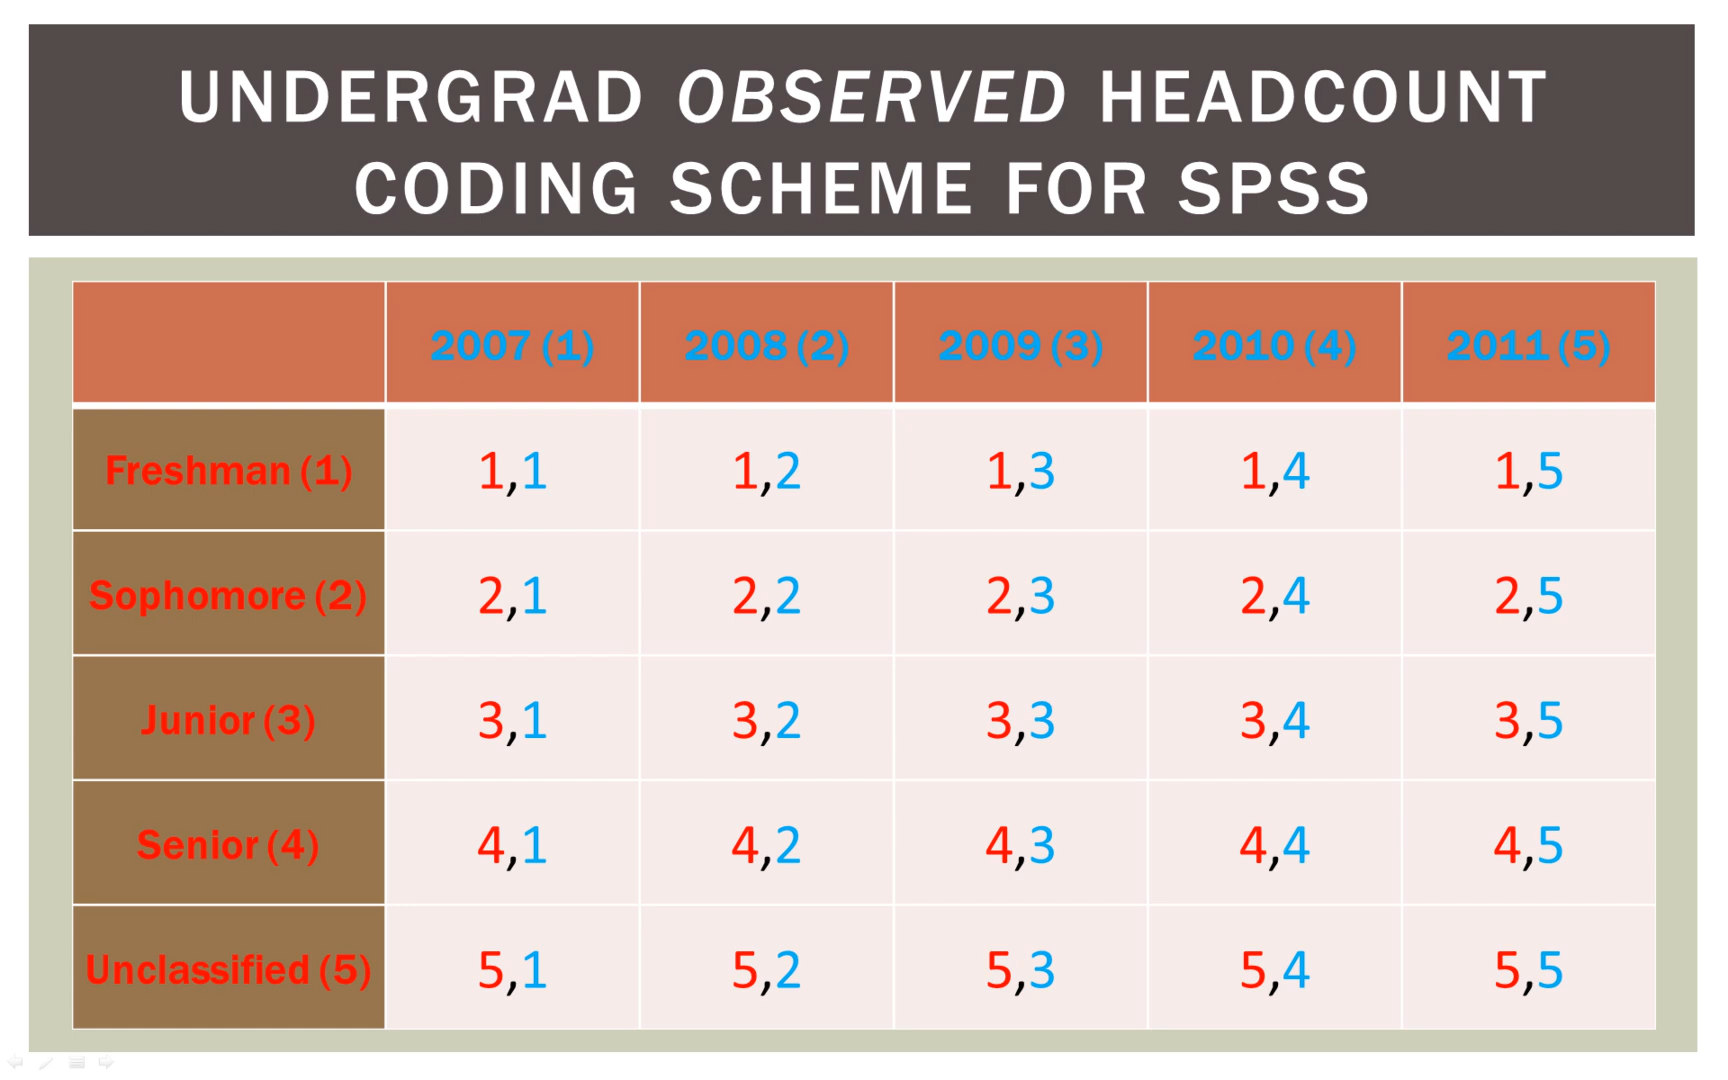 UNDERGRAD OBSERVED HEADCOUNT
CODING SCHEME FOR SPSS
2007 (1) 2008 (2) 2009 (3) 2010 (4) 2011 (5)
Freshman (1) 1,1 1,2 1,3 1,4 1,5
Sophomore (2) 2,1 2,2 2,3 2,4 2,5
Junior (3) 3,1 3,2 3,3 3,4 3,5
Senior (4) 4,1 4,2 4,3 4,4 4,5
Unclassified (5) 5,1 5,2 5,3 5,4 5,5